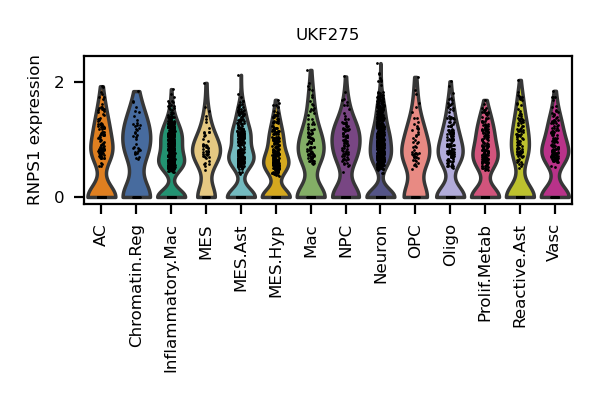 UKF275
RNPS1 expression
2
0
AC
Chromatin.Reg
Inflammatory.Mac
MES
MES.Ast
MES.Hyp
Mac
NPC
Neuron
OPC
Oligo
Prolif.Metab
Reactive.Ast
Vasc